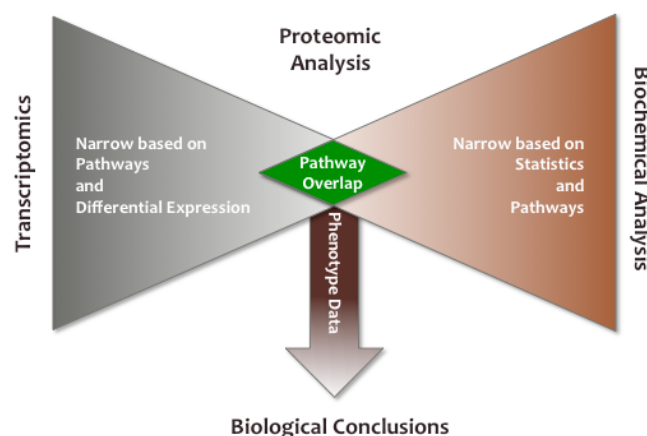 Proteomic
Analysis
Transcriptomics
Narrow based on
Pathways
and
Differential Expression
Pathway
Overlap
Narrow based on
Statistics
and
Pathways
Biochemical Analysis
Phenotype Data
Biological Conclusions